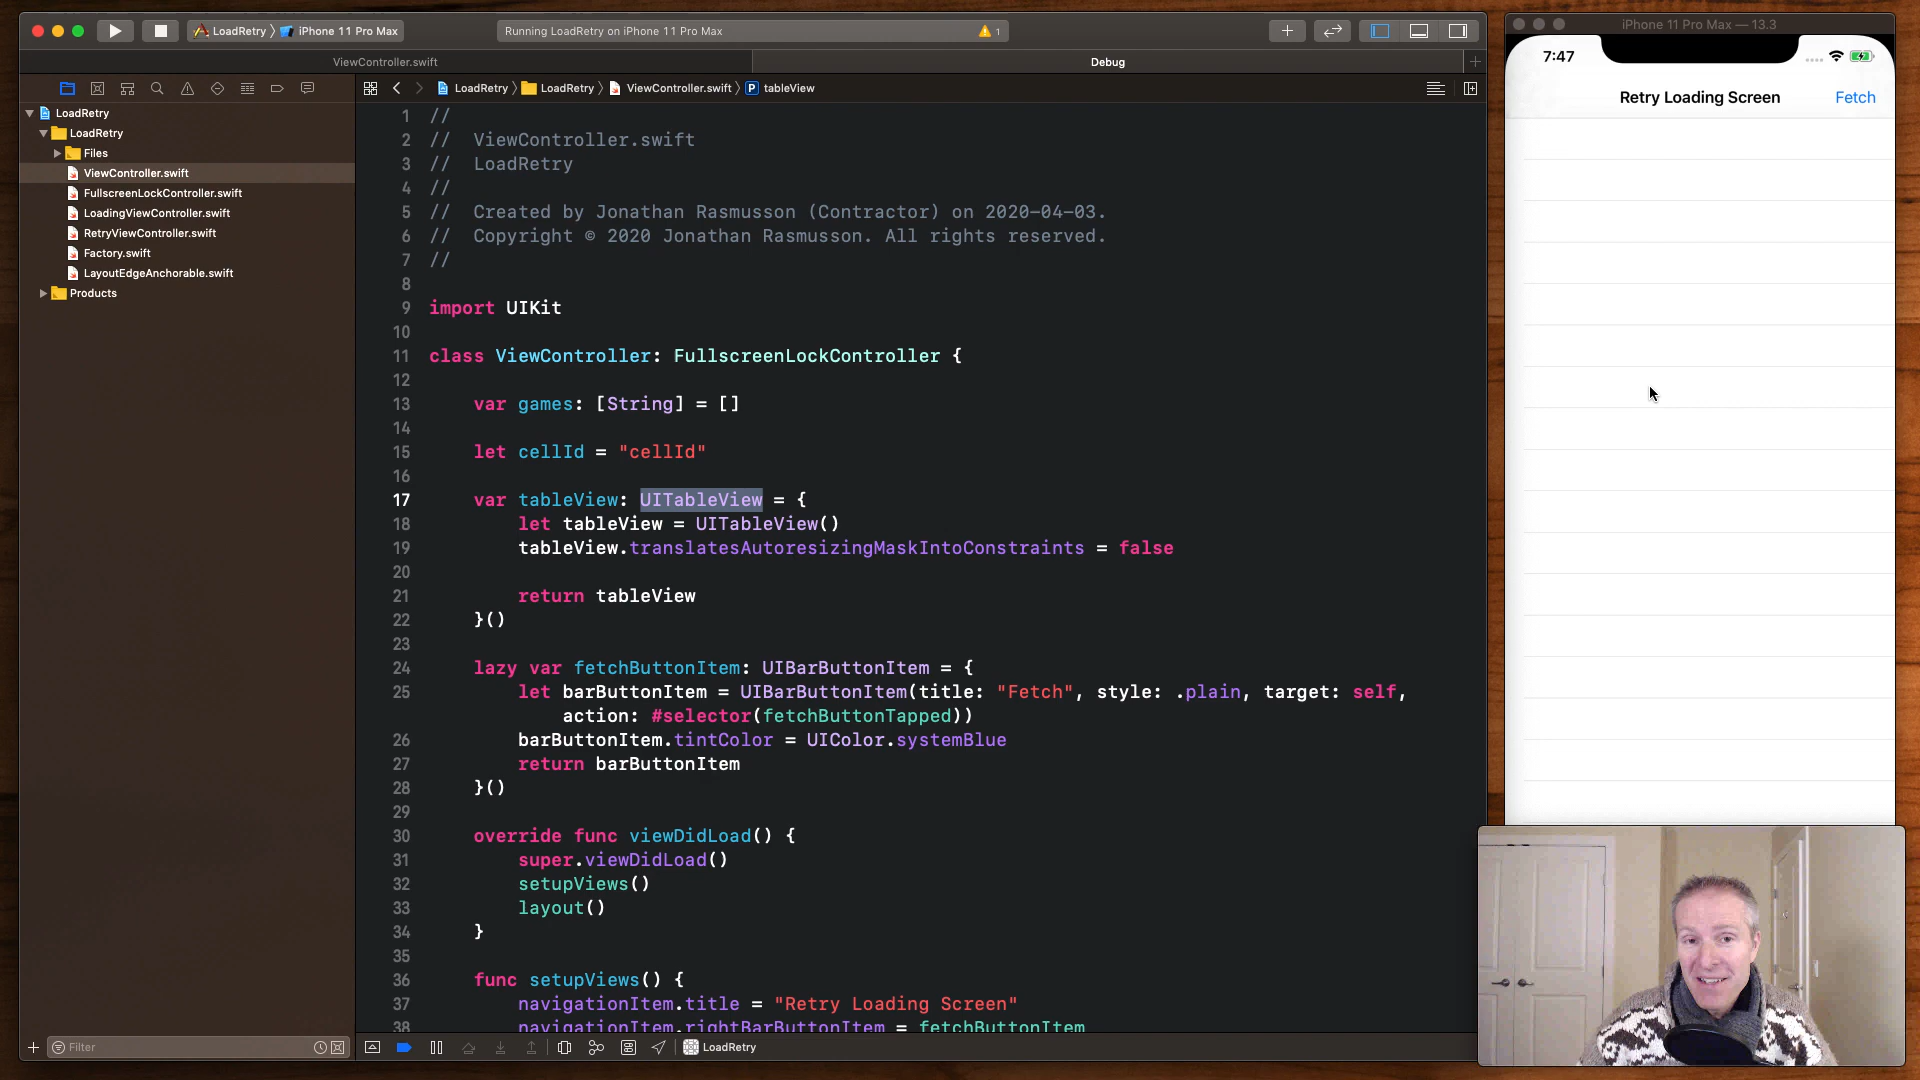 LoadRetry
iPhone 11 Pro Max
Running LoadRetry on iPhone 11 Pro Max
1
iPhone 11 Pro Max — 13.3
ViewController.swift
Debug
LoadRetry
LoadRetry
ViewController.swift
P
tableView
LoadRetry
LoadRetry
Files
ViewController.swift
FullscreenLockController.swift
LoadingViewController.swift
RetryViewController.swift
Factory.swift
LayoutEdgeAnchorable.swift
Products
1 //
2 //  ViewController.swift
3 //  LoadRetry
4 //
5 //  Created by Jonathan Rasmusson (Contractor) on 2020-04-03.
6 //  Copyright © 2020 Jonathan Rasmusson. All rights reserved.
7 //
8
9 import UIKit
10
11 class ViewController: FullscreenLockController {
12
13     var games: [String] = []
14
15     let cellId = "cellId"
16
17     var tableView: UITableView = {
18         let tableView = UITableView()
19         tableView.translatesAutoresizingMaskIntoConstraints = false
20
21         return tableView
22     }()
23
24     lazy var fetchButtonItem: UIBarButtonItem = {
25         let barButtonItem = UIBarButtonItem(title: "Fetch", style: .plain, target: self,
            action: #selector(fetchButtonTapped))
26         barButtonItem.tintColor = UIColor.systemBlue
27         return barButtonItem
28     }()
29
30     override func viewDidLoad() {
31         super.viewDidLoad()
32         setupViews()
33         layout()
34     }
35
36     func setupViews() {
37         navigationItem.title = "Retry Loading Screen"
38         navigationItem.rightBarButtonItem = fetchButtonItem
Filter
LoadRetry
7:47
Retry Loading Screen
Fetch